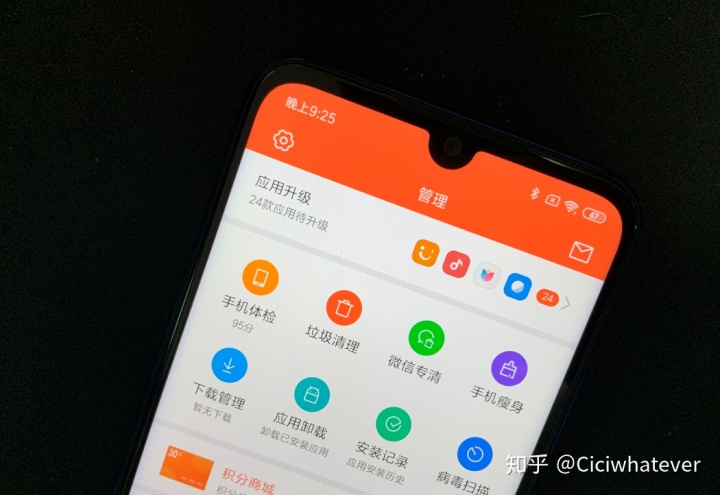 晚上9:25
67
管理
应用升级
24款应用待升级
24
手机体检
95分
垃圾清理
微信专清
手机瘦身
下载管理
暂无下载
应用卸载
卸载已安装应用
安装记录
应用安装历史
病毒扫描
30
积分商城
知乎 @Ciciwhatever